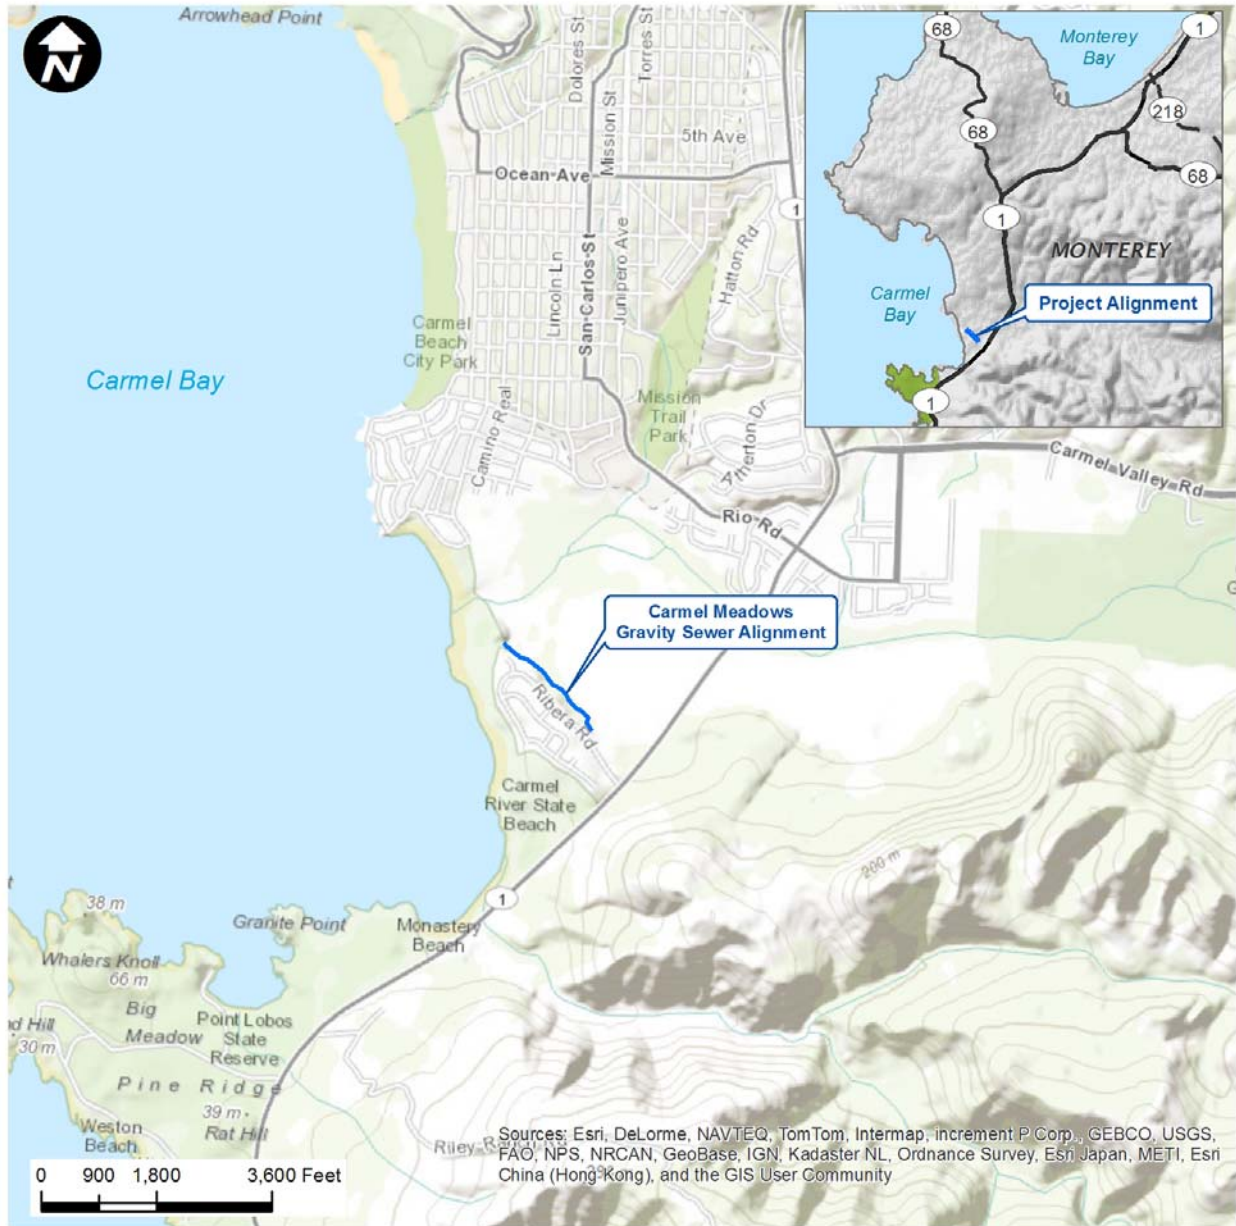 Arrowhead Point
N
Dolores St
Torres St
Mission St
5th Ave
Ocean Ave
1
Hatton Rd
Lincoln Ln
San Carlos St
Junipero Ave
Carmel
Beach
City Park
Carmel Bay
Camino Real
Mission
Trail
Park
Atherton Dr
Carmel Valley Rd
Rio Rd
Carmel Meadows
Gravity Sewer Alignment
Ribera Rd
Carmel
River State
Beach
200 m
1
38 m
Granite Point
Monastery
Beach
Whalers Knoll
66 m
Big
Meadow
Point Lobos
State
Reserve
d Hill
30 m
Pine Ridge
39 m
Rat Hill
Weston
Beach
0 900 1,800 3,600 Feet
Sources: Esri, DeLorme, NAVTEQ, TomTom, Intermap, increment P Corp., GEBCO, USGS,
FAO, NPS, NRCAN, GeoBase, IGN, Kadaster NL, Ordnance Survey, Esri Japan, METI, Esri
China (Hong Kong), and the GIS User Community
68
Monterey
Bay
1
218
68
68
1
MONTEREY
Carmel
Bay
Project Alignment
1